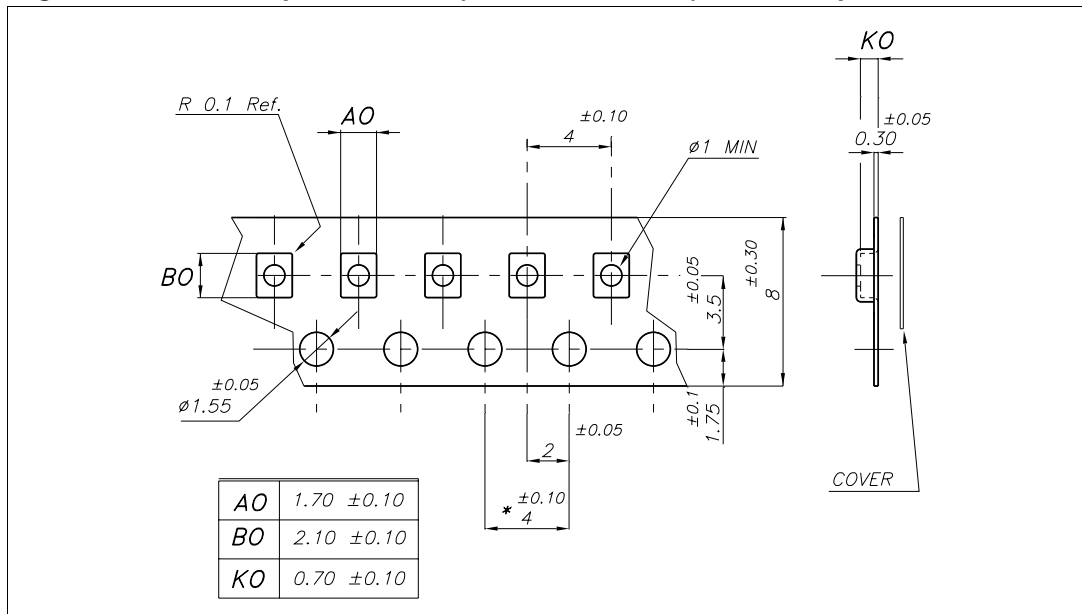 KO
R 0.1 Ref.
AO
±0.10
4
ø1 MIN
±0.05
0.30
BO
±0.05
3.5
±0.30
8
±0.05
ø1.55
±0.1
1.75
±0.05
2
±0.10
* 4
COVER
AO 1.70 ±0.10
BO 2.10 ±0.10
KO 0.70 ±0.10